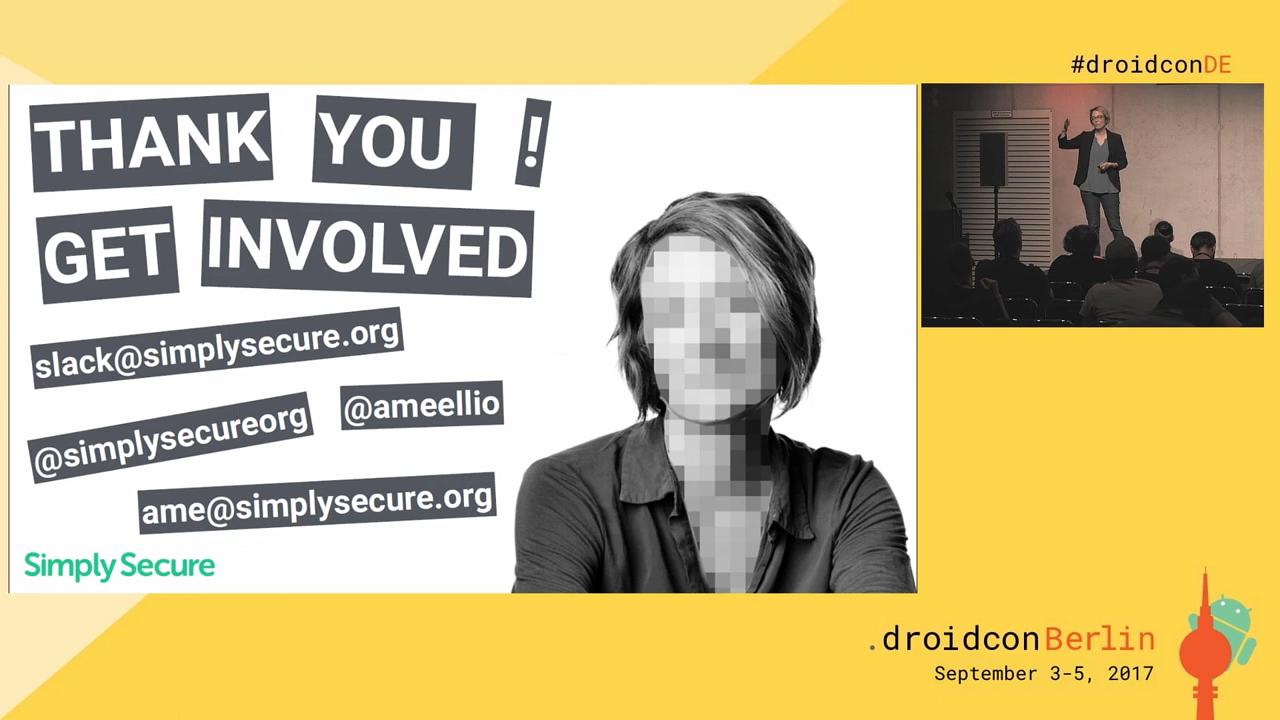 #droidconDE
THANK YOU !
GET INVOLVED
slack@simplysecure.org
@simplysecureorg
@ameellio
ame@simplysecure.org
Simply Secure
.droidconBerlin
September 3-5, 2017